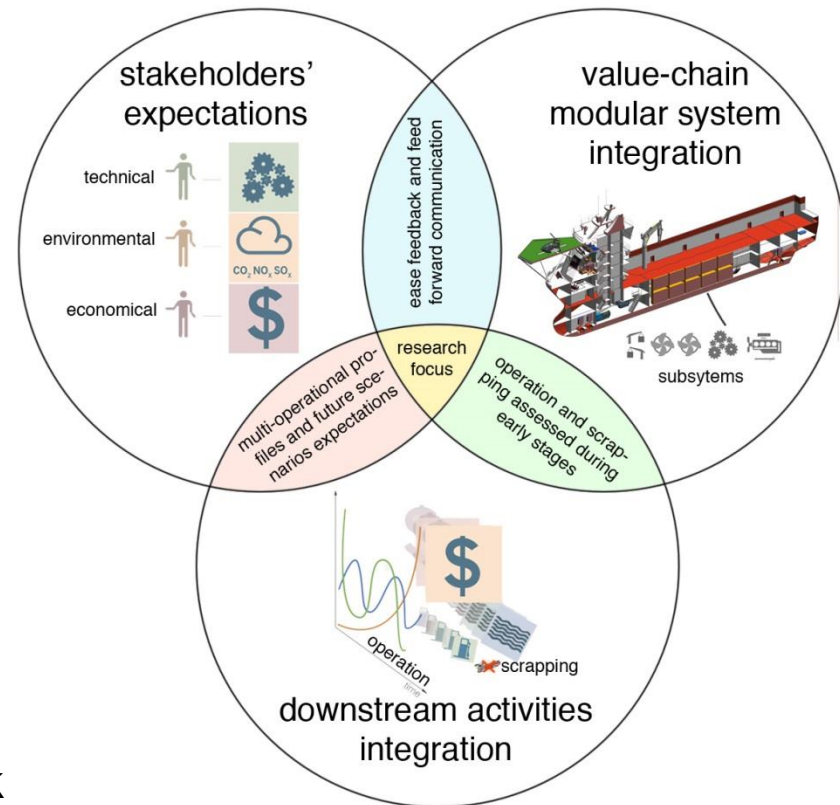 stakeholders'
expectations
technical
environmental
CO₂ NOₓ SOₓ
economical
$
value-chain
modular system
integration
subsytems
ease feedback and feed
forward communication
research
focus
multi-operational pro-
files and future sce-
narios expectations
operation and scrap-
ping assessed during
early stages
$
operation
time
scrapping
downstream activities
integration